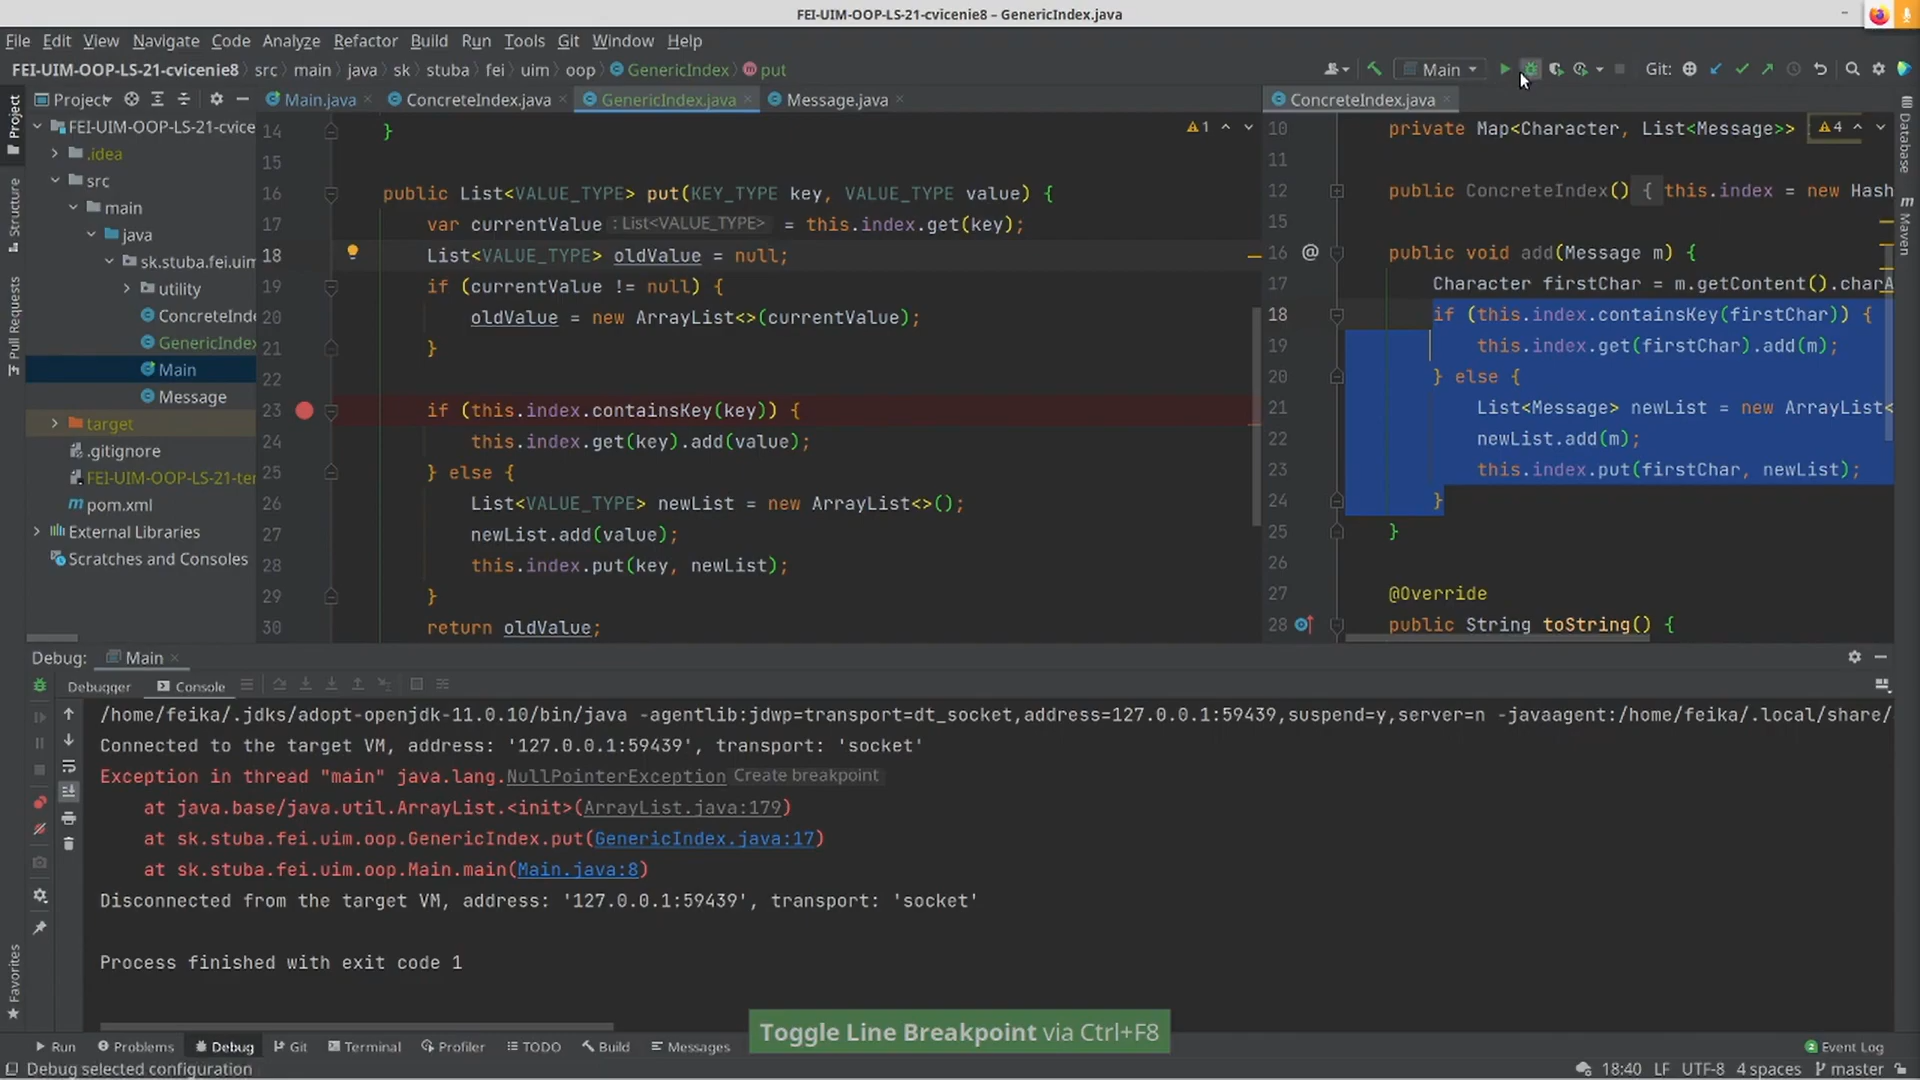 FEI-UIM-OOP-LS-21-cvicenie8 – GenericIndex.java
File Edit View Navigate Code Analyze Refactor Build Run Tools Git Window Help
FEI-UIM-OOP-LS-21-cvicenie8 src main java sk stuba fei uim oop GenericIndex put
Main Git:
Project Main.java ConcreteIndex.java GenericIndex.java Message.java ConcreteIndex.java
Project
Structure
Pull Requests
Favorites
FEI-UIM-OOP-LS-21-cvice
.idea
src
main
java
sk.stuba.fei.uim
utility
ConcreteInde
GenericIndex
Main
Message
target
.gitignore
FEI-UIM-OOP-LS-21-te
pom.xml
External Libraries
Scratches and Consoles
1
14 }
15
16 public List<VALUE_TYPE> put(KEY_TYPE key, VALUE_TYPE value) {
17 var currentValue : List<VALUE_TYPE> = this.index.get(key);
18 List<VALUE_TYPE> oldValue = null;
19 if (currentValue != null) {
20 oldValue = new ArrayList<>(currentValue);
21 }
22
23 if (this.index.containsKey(key)) {
24 this.index.get(key).add(value);
25 } else {
26 List<VALUE_TYPE> newList = new ArrayList<>();
27 newList.add(value);
28 this.index.put(key, newList);
29 }
30 return oldValue;
4
10 private Map<Character, List<Message>>
11
12 public ConcreteIndex() { this.index = new Hash
15
16 @ public void add(Message m) {
17 Character firstChar = m.getContent().charA
18 if (this.index.containsKey(firstChar)) {
19 this.index.get(firstChar).add(m);
20 } else {
21 List<Message> newList = new ArrayList<
22 newList.add(m);
23 this.index.put(firstChar, newList);
24 }
25 }
26
27 @Override
28 public String toString() {
Database
Maven
Debug: Main
Debugger Console
/home/feika/.jdks/adopt-openjdk-11.0.10/bin/java -agentlib:jdwp=transport=dt_socket,address=127.0.0.1:59439,suspend=y,server=n -javaagent:/home/feika/.local/share/
Connected to the target VM, address: '127.0.0.1:59439', transport: 'socket'
Exception in thread "main" java.lang.NullPointerException Create breakpoint
at java.base/java.util.ArrayList.<init>(ArrayList.java:179)
at sk.stuba.fei.uim.oop.GenericIndex.put(GenericIndex.java:17)
at sk.stuba.fei.uim.oop.Main.main(Main.java:8)
Disconnected from the target VM, address: '127.0.0.1:59439', transport: 'socket'
Process finished with exit code 1
Toggle Line Breakpoint via Ctrl+F8
Run Problems Debug Git Terminal Profiler TODO Build Messages 2 Event Log
Debug selected configuration 18:40 LF UTF-8 4 spaces master